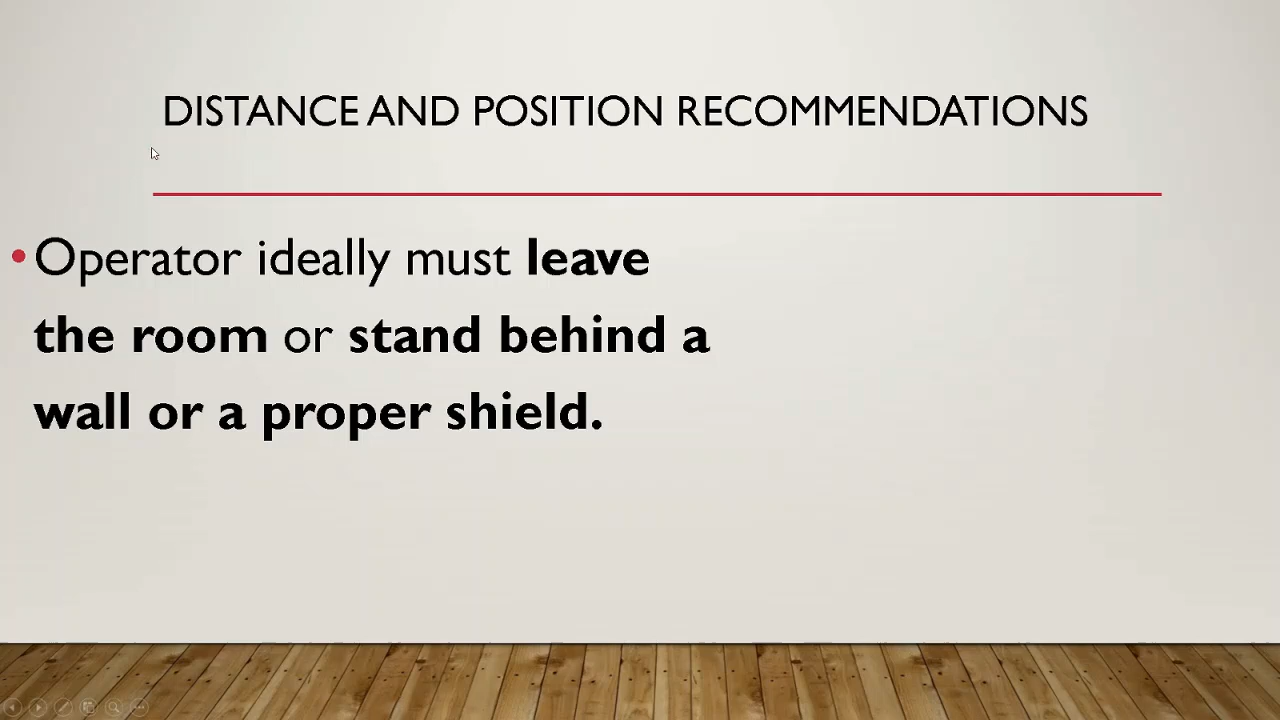 DISTANCE AND POSITION RECOMMENDATIONS
• Operator ideally must leave
the room or stand behind a
wall or a proper shield.